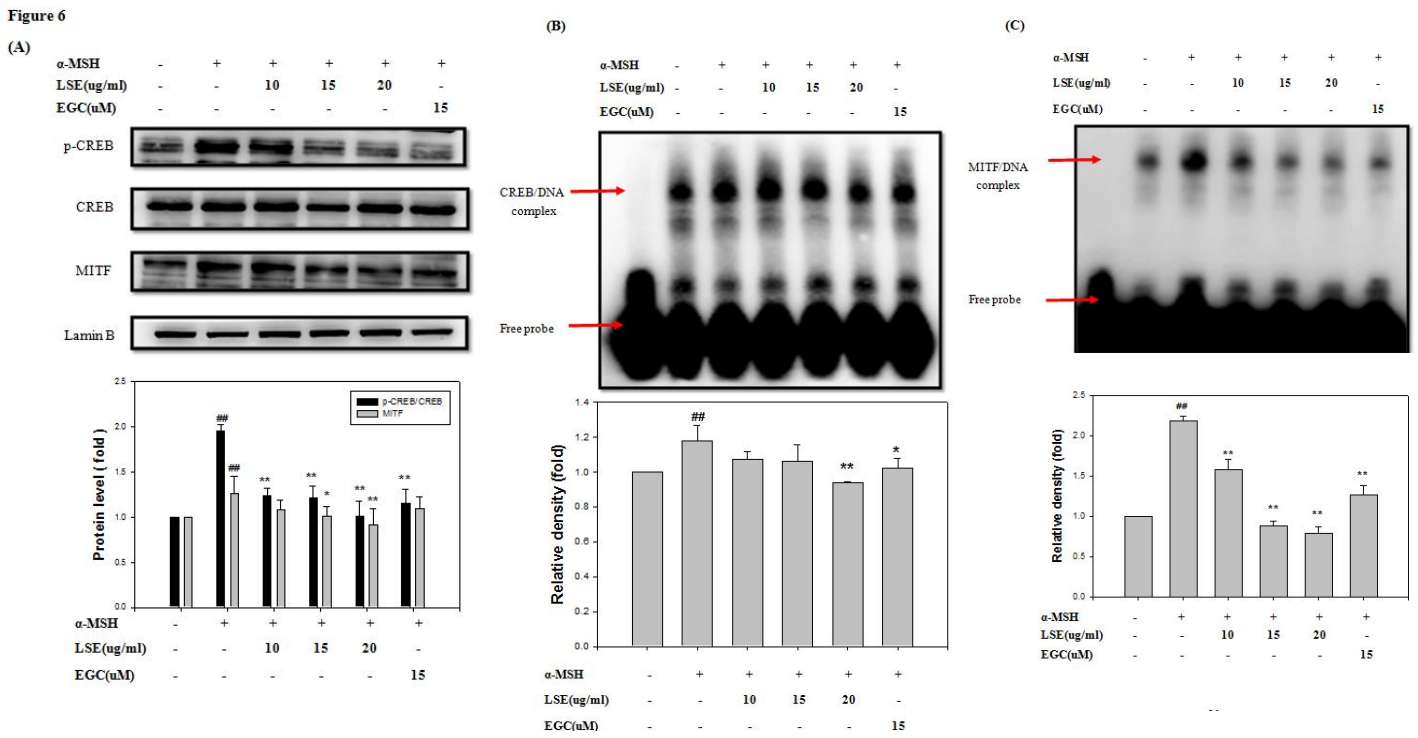 Figure 6
(A)
α-MSH - + + + + +
LSE(ug/ml) - - 10 15 20 -
EGC(uM) - - - - - 15
p-CREB
CREB
MITF
Lamin B
2.5
2.0
1.5
1.0
0.5
0.0
Protein level ( fold )
p-CREB/CREB
MITF
##
##
**
** *
** **
**
α-MSH - + + + + +
LSE(ug/ml) - - 10 15 20 -
EGC(uM) - - - - - 15
(B)
α-MSH - + + + + +
LSE(ug/ml) - - 10 15 20 -
EGC(uM) - - - - - 15
CREB/DNA
complex
Free probe
1.4
1.2
1.0
0.8
0.6
0.4
0.2
0.0
Relative density (fold)
##
**
*
α-MSH - + + + + +
LSE(ug/ml) - - 10 15 20 -
EGC(uM) - - - - - 15
(C)
α-MSH - + + + + +
LSE(ug/ml) - - 10 15 20 -
EGC(uM) - - - - - 15
MITF/DNA
complex
Free probe
2.5
2.0
1.5
1.0
0.5
0.0
Relative density (fold)
##
**
**
**
**
α-MSH - + + + + +
LSE(ug/ml) - - 10 15 20 -
EGC(uM) - - - - - 15